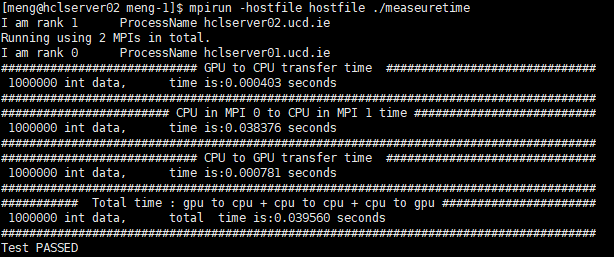 [meng@hclserver02 meng-1]$ mpirun -hostfile hostfile ./measeuretime
I am rank 1      ProcessName hclserver02.ucd.ie
Running using 2 MPIs in total.
I am rank 0      ProcessName hclserver01.ucd.ie
############################ GPU to CPU transfer time  ##############################
 1000000 int data,      time is:0.000403 seconds
#####################################################################################
######################## CPU in MPI 0 to CPU in MPI 1 time ##########################
 1000000 int data,      time is:0.038376 seconds
#####################################################################################
############################ CPU to GPU transfer time  ##############################
 1000000 int data,      time is:0.000781 seconds
#####################################################################################
###########  Total time : gpu to cpu + cpu to cpu + cpu to gpu ######################
 1000000 int data,      total  time is:0.039560 seconds
#####################################################################################
Test PASSED